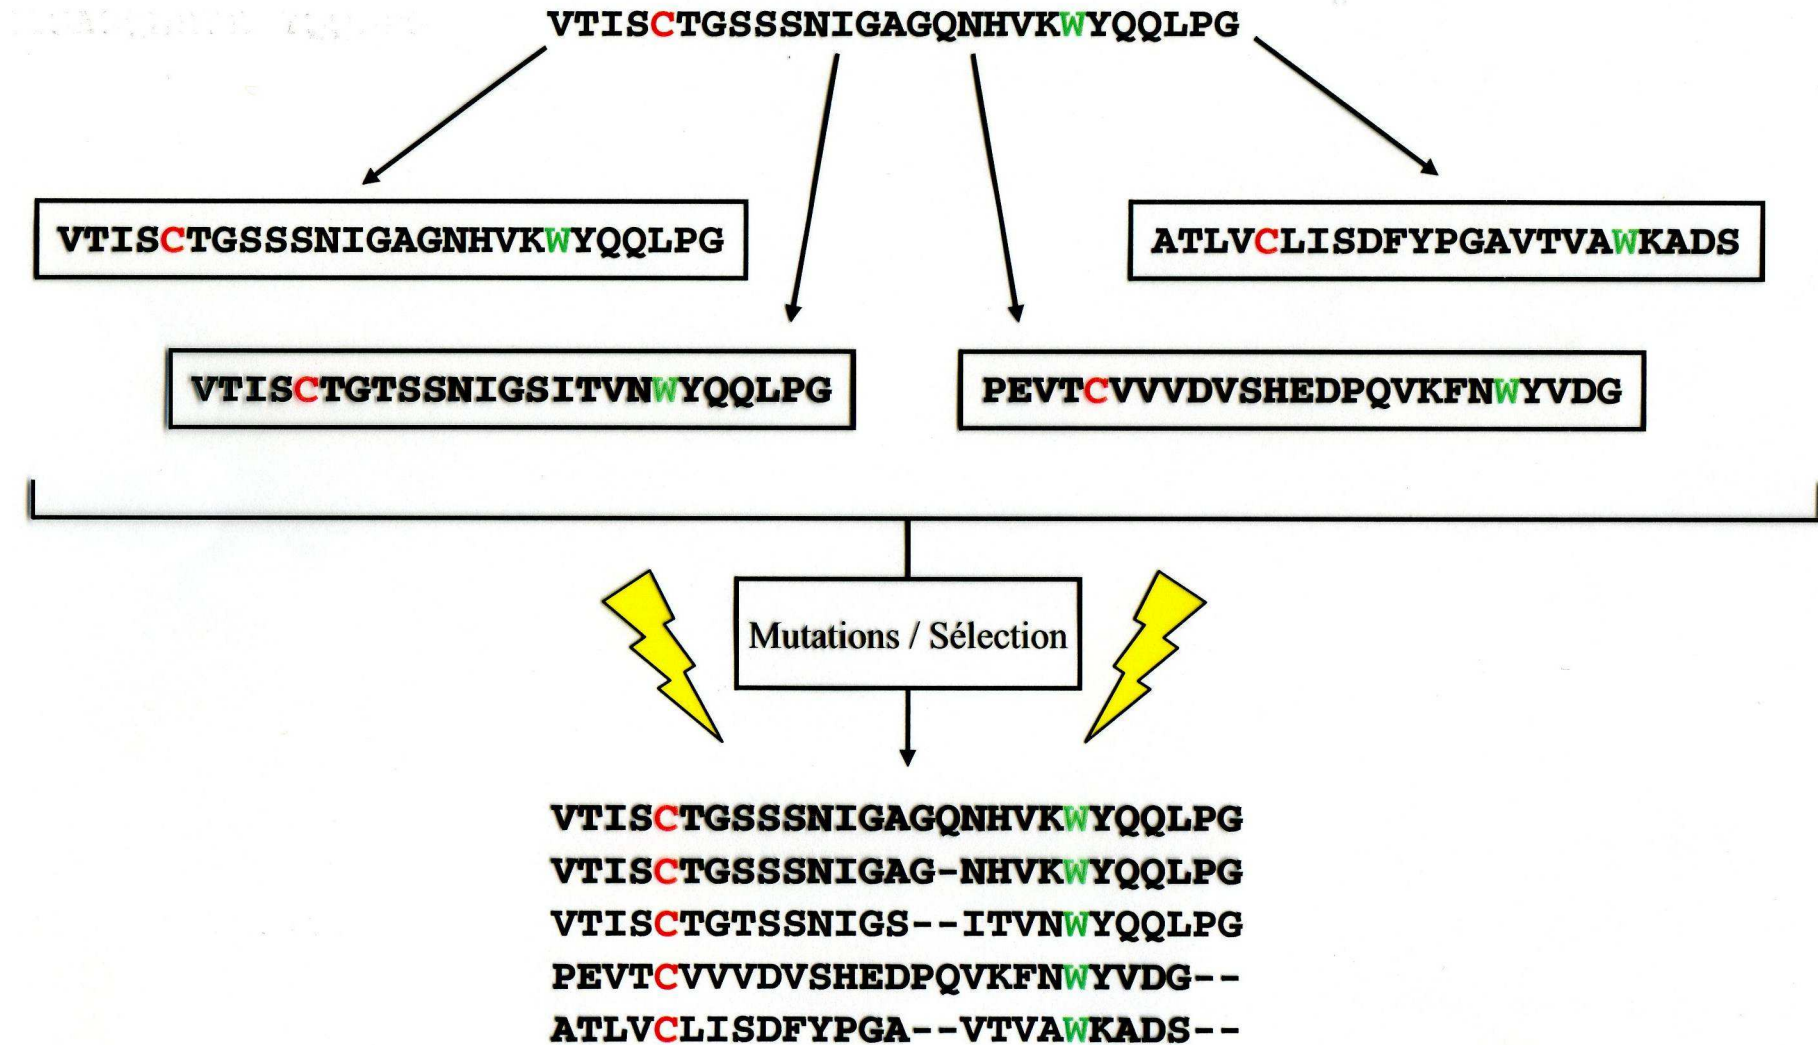 VTISCTGSSSNIGAGQNHVKWYQQLPG
VTISCTGSSSNIGAGNHVKWYQQLPG
ATLVCLISDFYPGAVTVAWKADS
VTISCTGTSSNIGSITVNWYQQLPG
PEVTCVVVDVSHEDPQVKFNWYVDG
Mutations / Sélection
VTISCTGSSSNIGAGQNHVKWYQQLPG
VTISCTGSSSNIGAG-NHVKWYQQLPG
VTISCTGTSSNIGS--ITVNWYQQLPG
PEVTCVVVDVSHEDPQVKFNWYVDG--
ATLVCLISDFYPGA--VTVAWKADS--